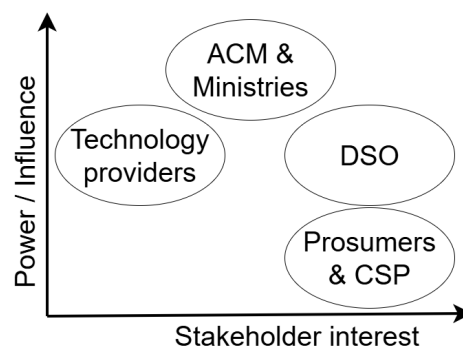 ACM &
Ministries
Technology
providers
DSO
Prosumers
& CSP
Power / Influence
Stakeholder interest